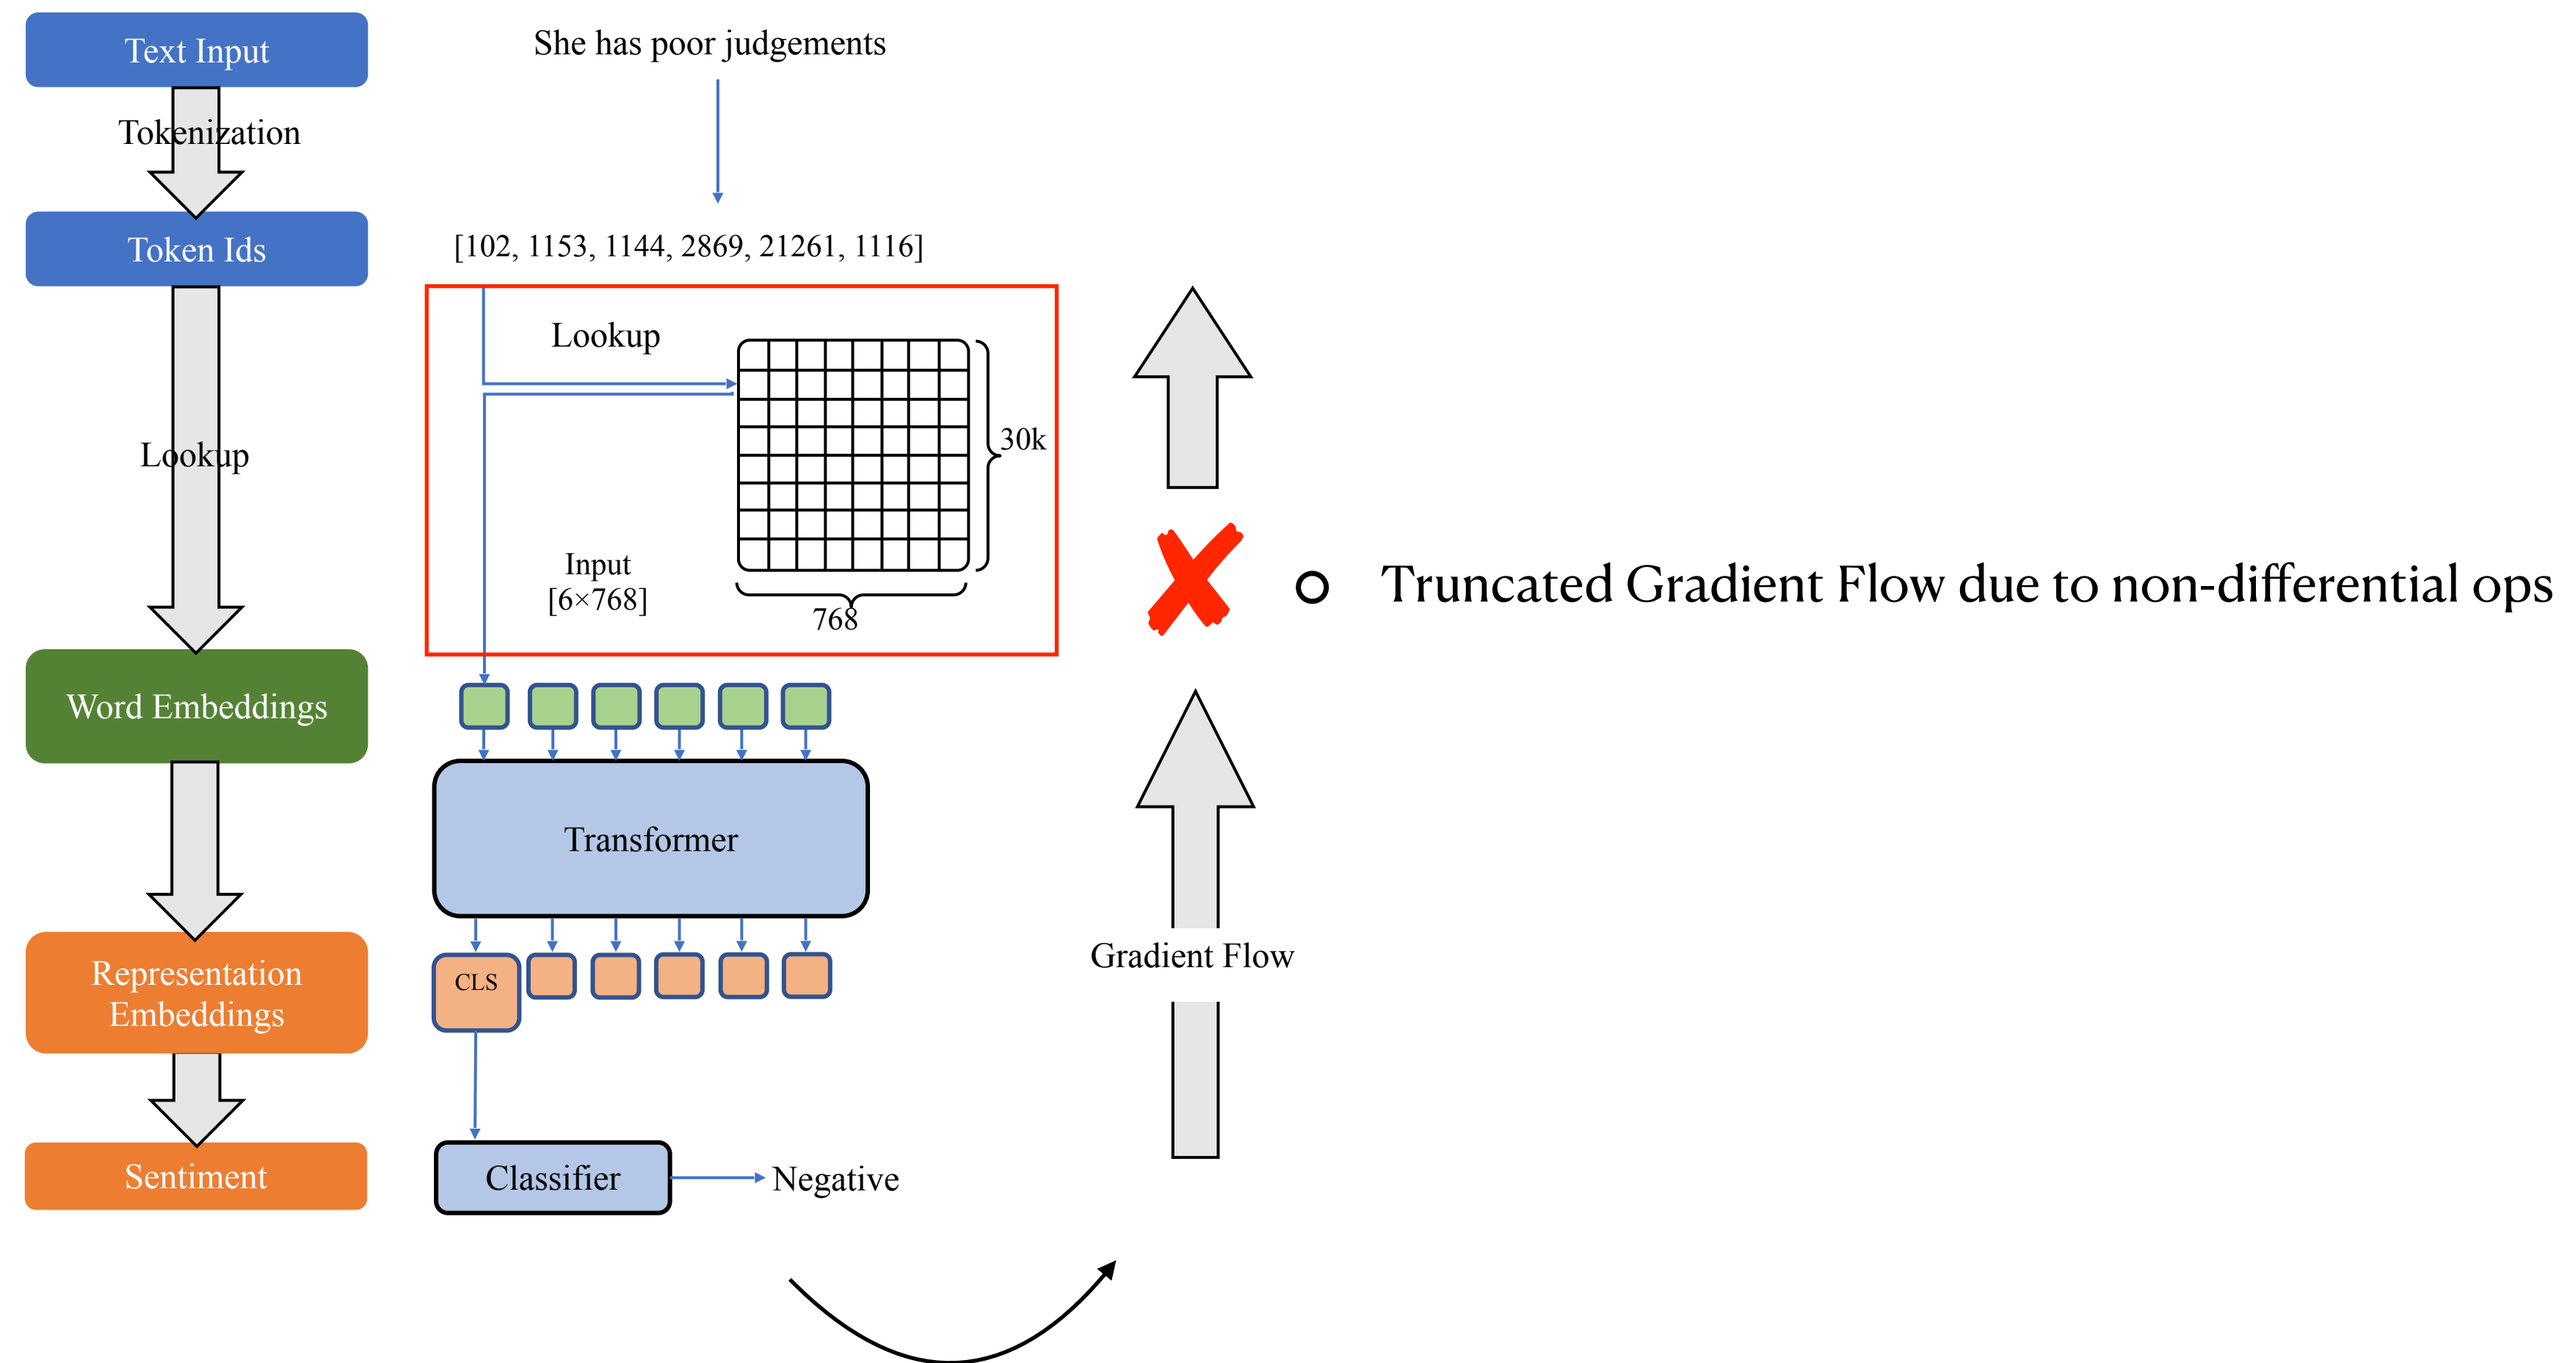 Text Input
Tokenization
Token Ids
Lookup
Word Embeddings
Representation
Embeddings
Sentiment
She has poor judgements
[102, 1153, 1144, 2869, 21261, 1116]
Lookup
30k
Input
[6×768]
768
Transformer
CLS
Classifier
Negative
Gradient Flow
Truncated Gradient Flow due to non-differential ops